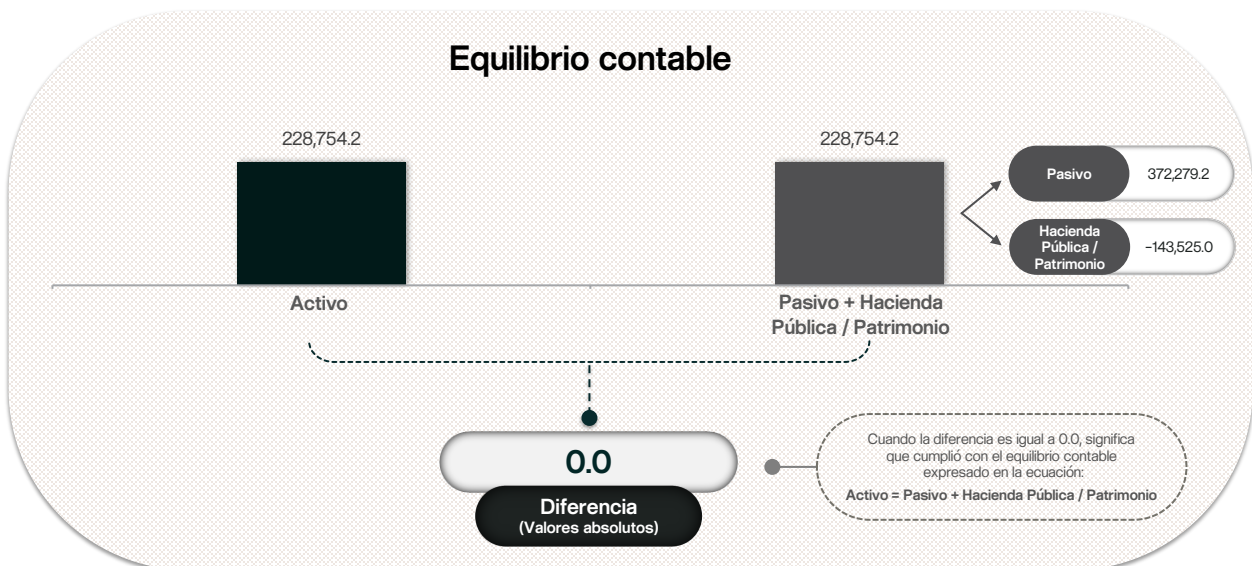 Equilibrio contable
228,754.2
228,754.2
Pasivo
372,279.2
Hacienda
Pública /
Patrimonio
-143,525.0
Activo
Pasivo + Hacienda
Pública / Patrimonio
0.0
Diferencia
(Valores absolutos)
Cuando la diferencia es igual a 0.0, significa
que cumplió con el equilibrio contable
expresado en la ecuación:
Activo = Pasivo + Hacienda Pública / Patrimonio